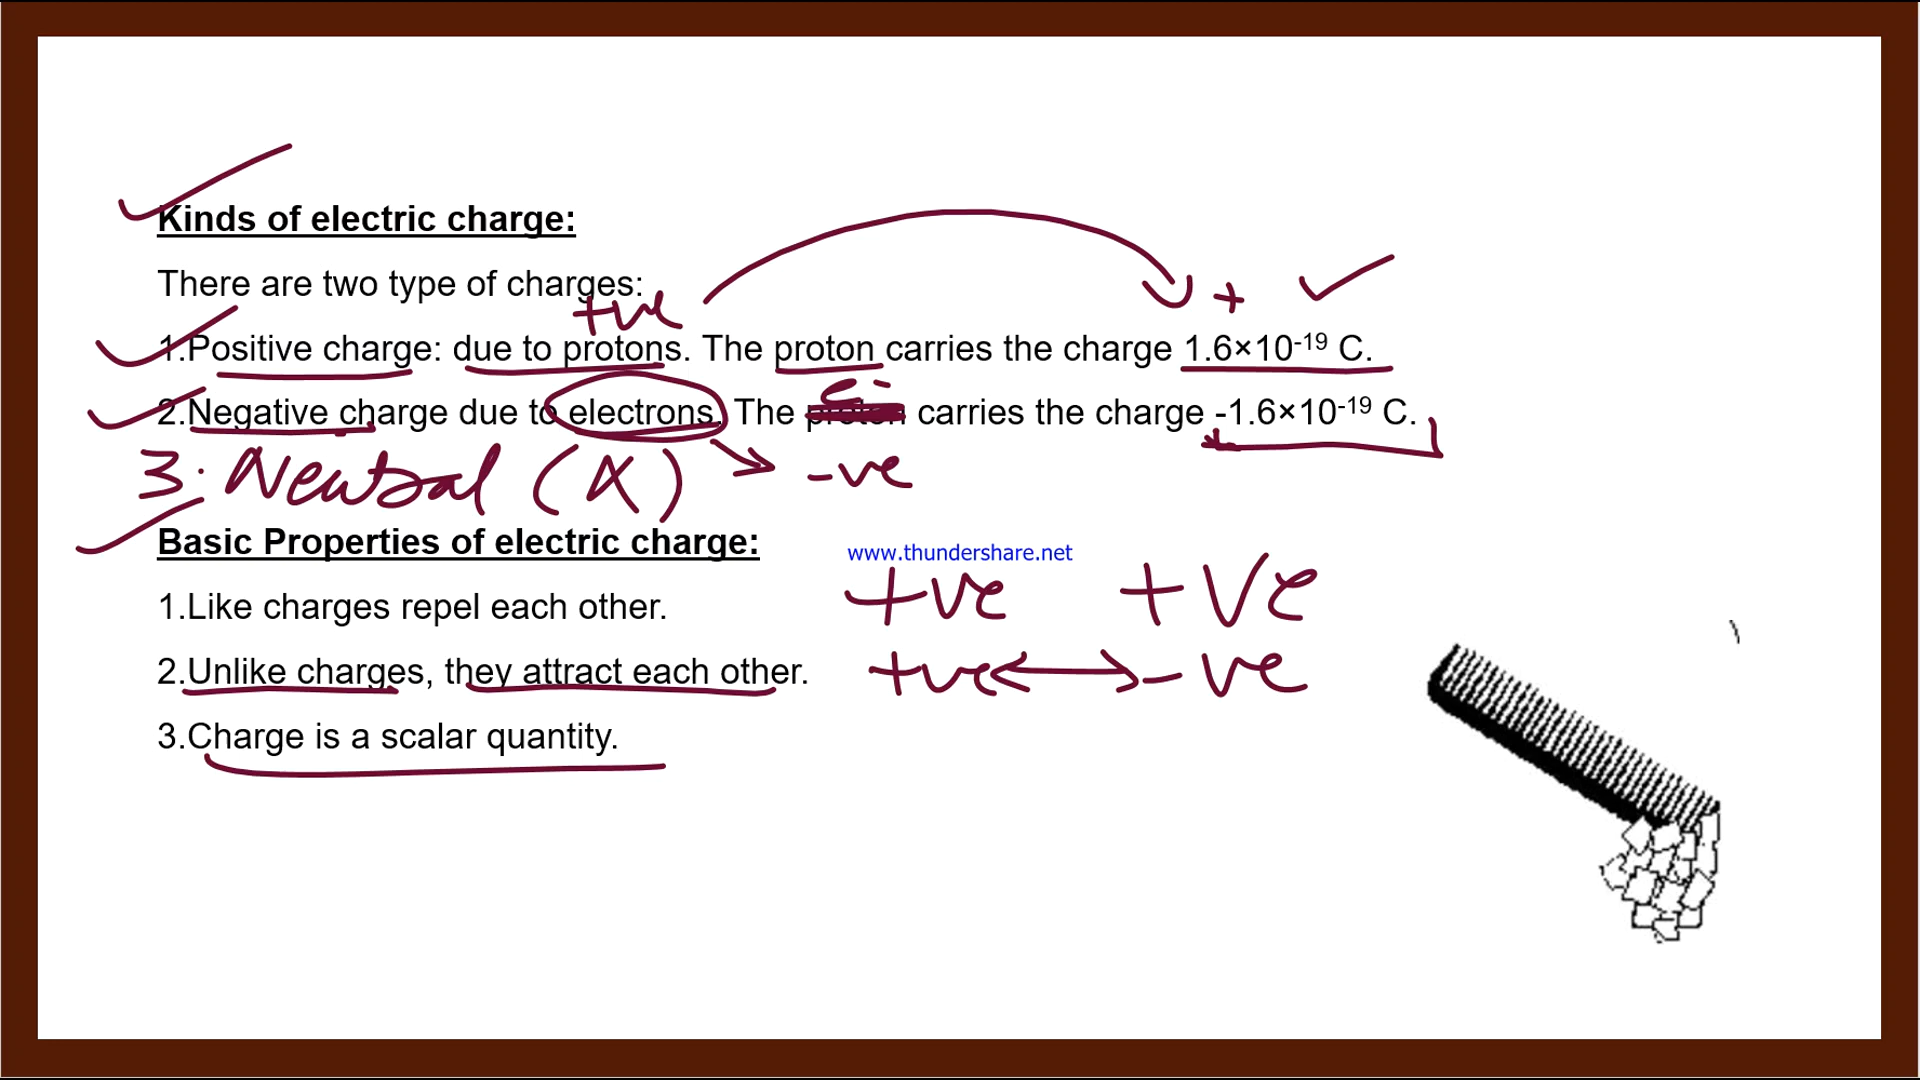 Kinds of electric charge:
There are two type of charges:
+ve
+
1.Positive charge: due to protons. The proton carries the charge 1.6×10⁻¹⁹ C.
e⁻
2.Negative charge due to electrons. The proton carries the charge -1.6×10⁻¹⁹ C.
3: Neutral (X) -ve
Basic Properties of electric charge:
www.thundershare.net
1.Like charges repel each other. +ve +ve
2.Unlike charges, they attract each other. +ve -ve
3.Charge is a scalar quantity.